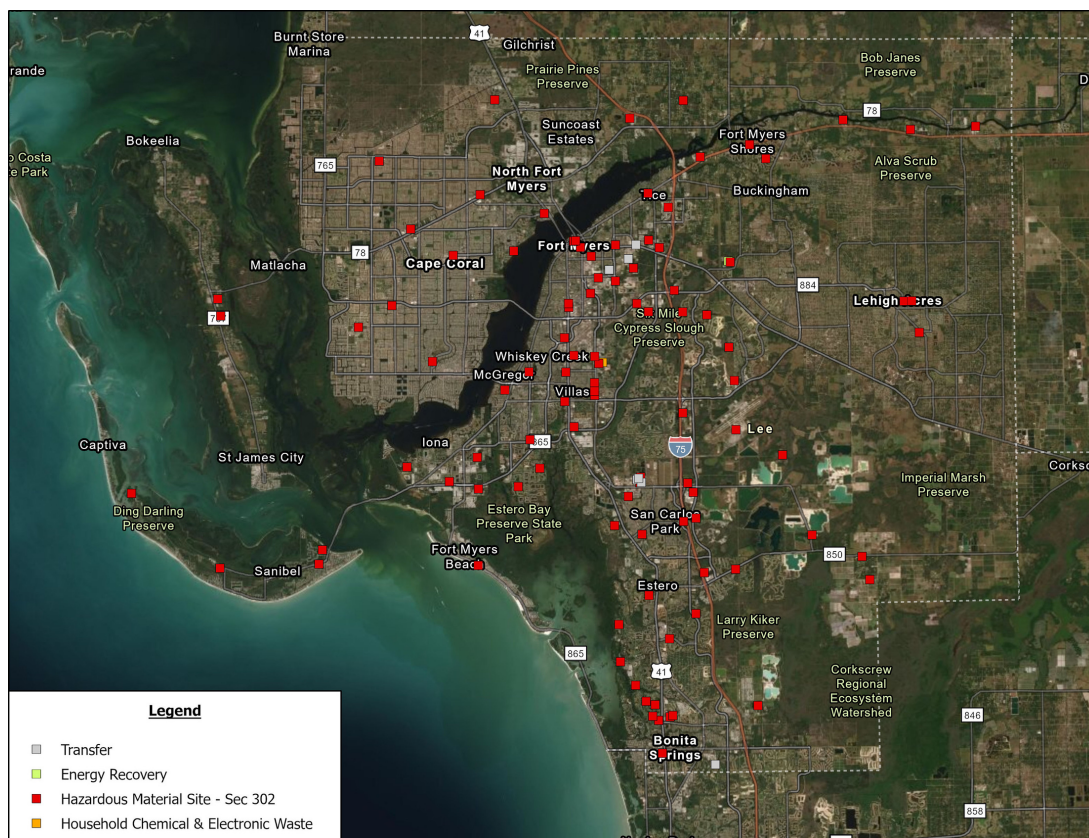 Burnt Store
Marina
41
Gilchrist
rande
Prairie Pines
Preserve
Bob Janes
Preserve
D
78
Bokeelia
Suncoast
Estates
Fort Myers
Shores
o Costa
e Park
765
Alva Scrub
Preserve
North Fort
Myers
Tice
Buckingham
Fort Myers
78
Cape Coral
Matlacha
884
Lehigh Acres
Six Mile
Cypress Slough
Preserve
Whiskey Creek
McGregor
Villas
Lee
Iona
865
75
Captiva
St James City
Corksc
Imperial Marsh
Preserve
Ding Darling
Preserve
Estero Bay
Preserve State
Park
San Carlos
Park
Fort Myers
Beach
850
Sanibel
Estero
Larry Kiker
Preserve
865
41
Corkscrew
Regional
Ecosystem
Watershed
846
Bonita
Springs
858
Legend
Transfer
Energy Recovery
Hazardous Material Site - Sec 302
Household Chemical & Electronic Waste